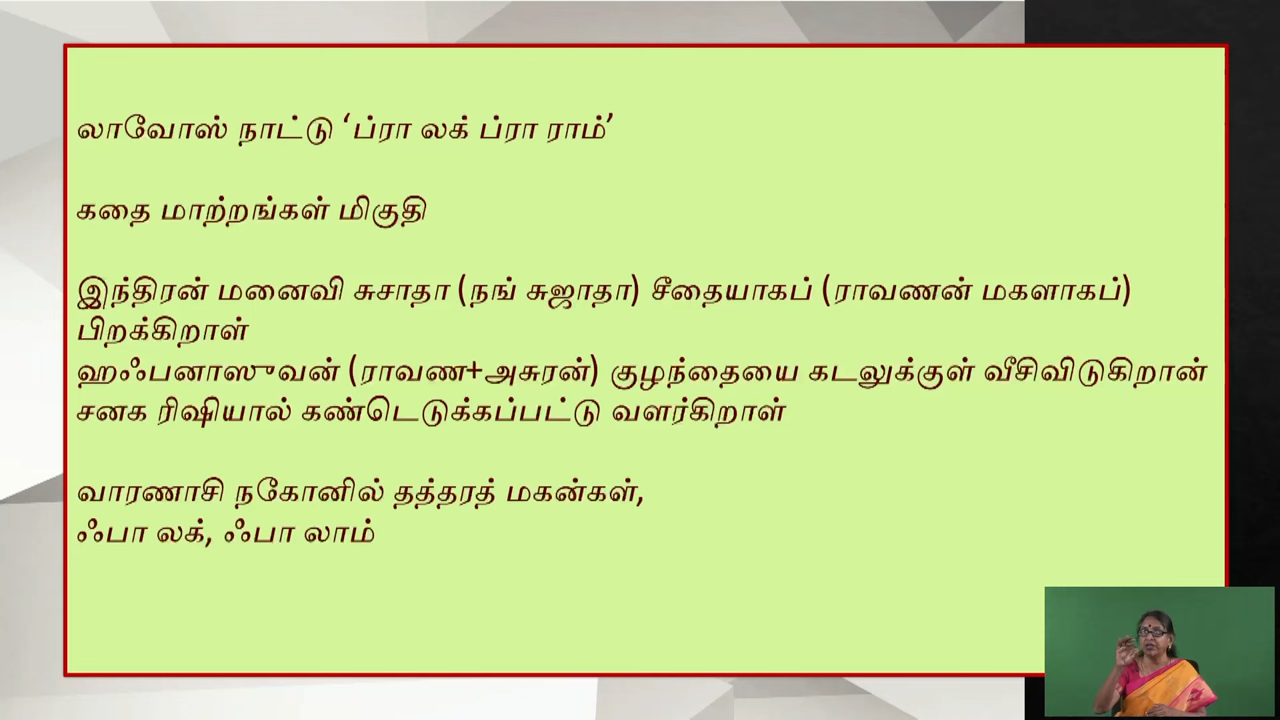 லாவோஸ் நாட்டு ‘ப்ரா லக் ப்ரா ராம்’
கதை மாற்றங்கள் மிகுதி
இந்திரன் மனைவி சுசாதா (நங் சுஜாதா) சீதையாகப் (ராவணன் மகளாகப்)
பிறக்கிறாள்
ஹஃபனாஸுவன் (ராவண+அசுரன்) குழந்தையை கடலுக்குள் வீசிவிடுகிறான்
சனக ரிஷியால் கண்டெடுக்கப்பட்டு வளர்கிறாள்
வாரணாசி நகோனில் தத்தரத் மகன்கள்,
ஃபா லக், ஃபா லாம்